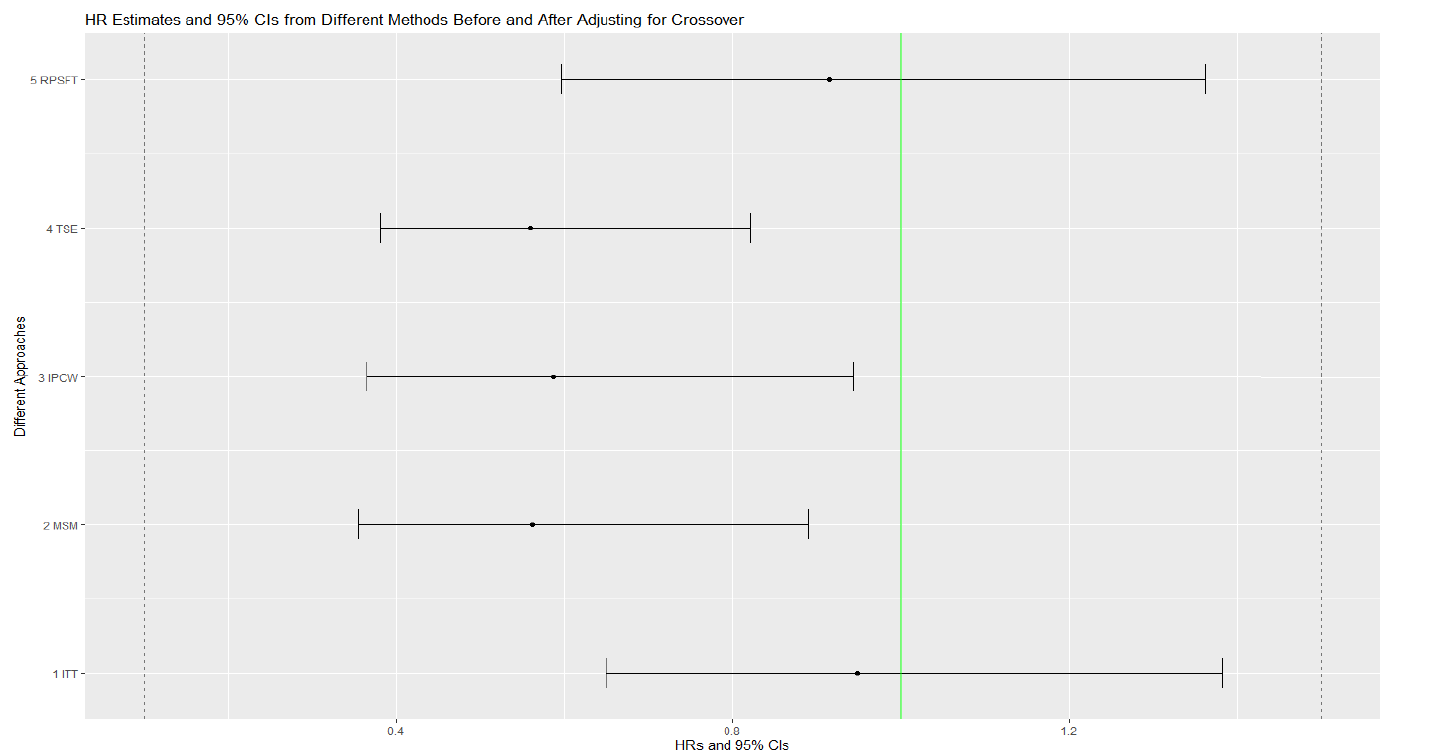 HR Estimates and 95% CIs from Different Methods Before and After Adjusting for Crossover
5 RPSFT
4 TSE
3 IPCW
2 MSM
1 ITT
Different Approaches
0.4
0.8
1.2
HRs and 95% CIs